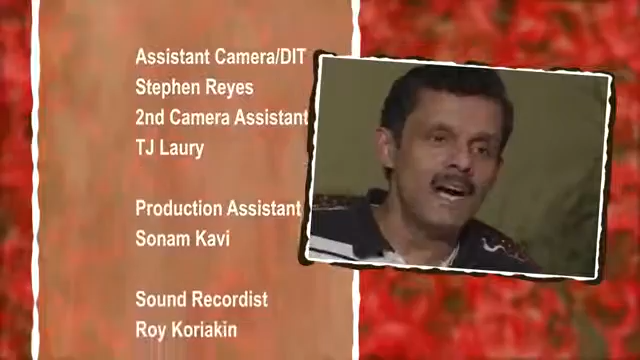 Assistant Camera/DIT
Stephen Reyes
2nd Camera Assistant
TJ Laury
Production Assistant
Sonam Kavi
Sound Recordist
Roy Koriakin